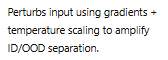 Perturbs input using gradients +
temperature scaling to amplify
ID/OOD separation.